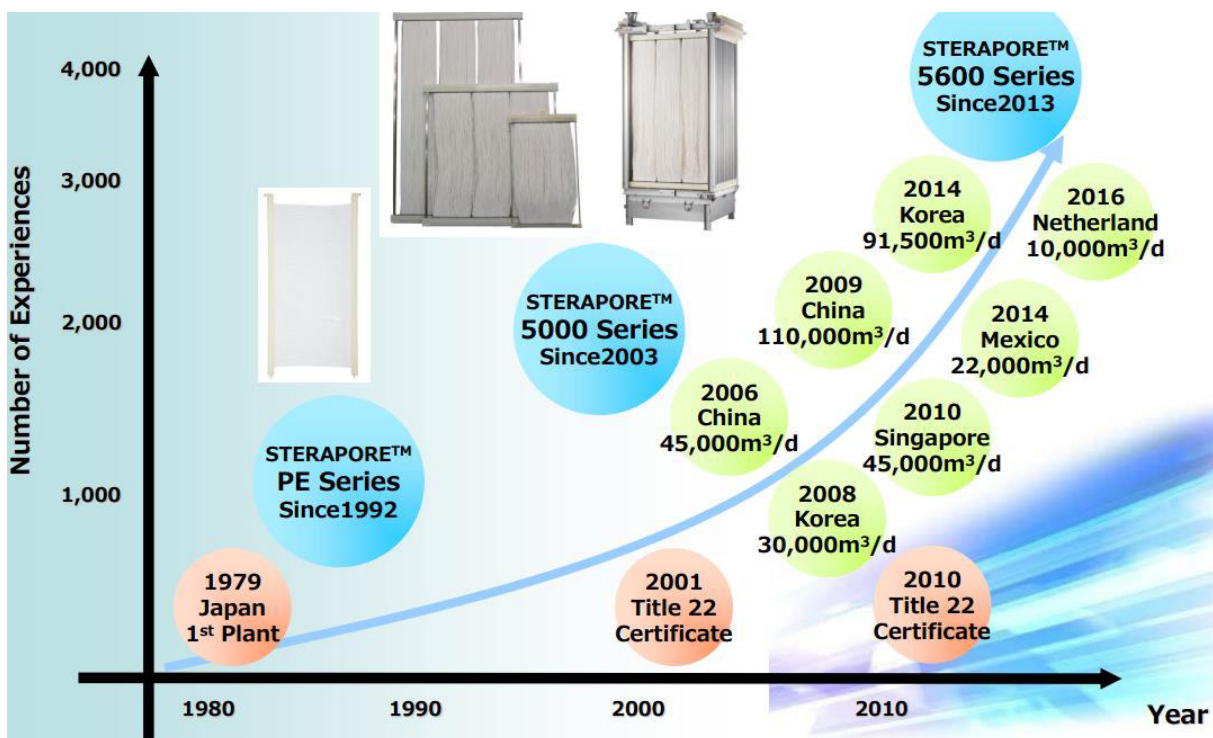 4,000
3,000
2,000
1,000
Number of Experiences
1980
1990
2000
2010
Year
STERAPORE™
PE Series
Since1992
STERAPORE™
5000 Series
Since2003
STERAPORE™
5600 Series
Since2013
1979
Japan
1st Plant
2001
Title 22
Certificate
2010
Title 22
Certificate
2006
China
45,000m³/d
2008
Korea
30,000m³/d
2009
China
110,000m³/d
2010
Singapore
45,000m³/d
2014
Korea
91,500m³/d
2014
Mexico
22,000m³/d
2016
Netherland
10,000m³/d